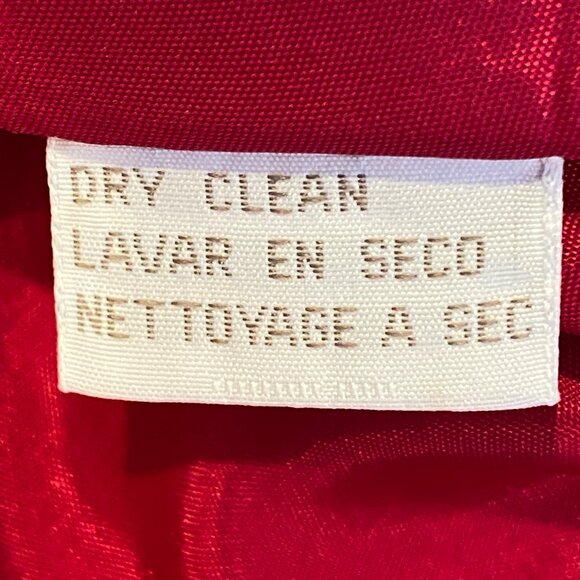 DRY CLEAN
LAVAR EN SECO
NETTOYAGE A SEC